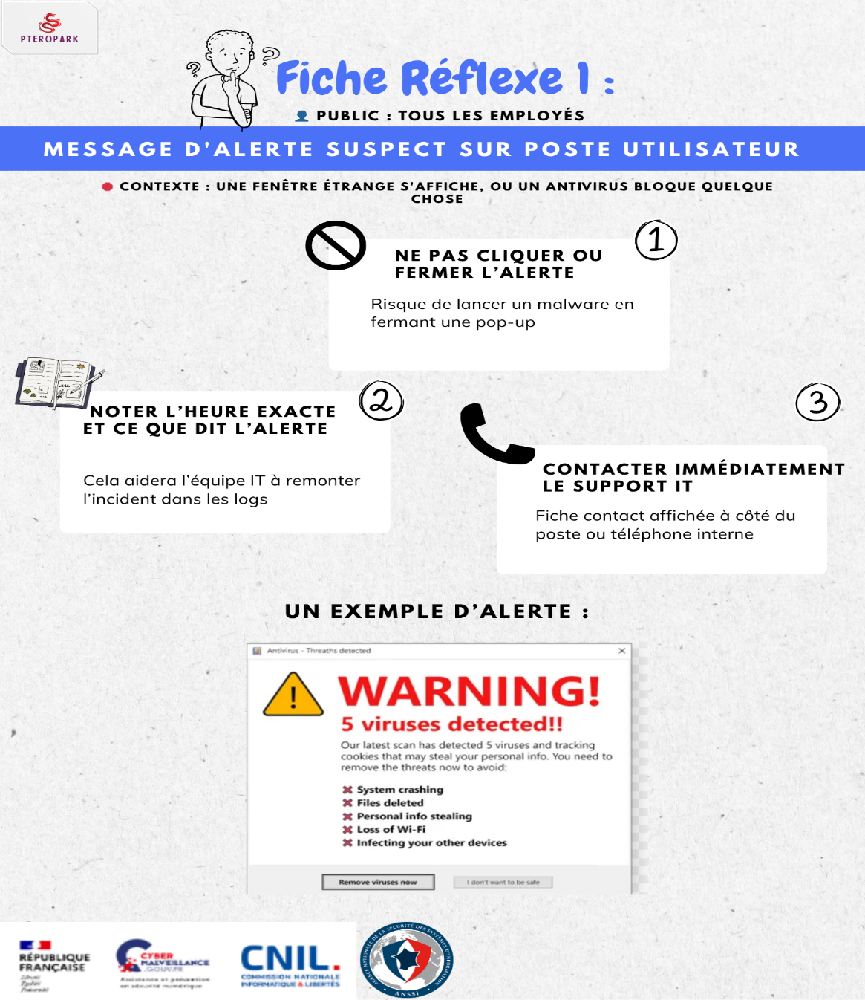 PTEROPARK
Fiche Réflexe 1 :
PUBLIC : TOUS LES EMPLOYÉS
MESSAGE D'ALERTE SUSPECT SUR POSTE UTILISATEUR
CONTEXTE : UNE FENÊTRE ÉTRANGE S'AFFICHE, OU UN ANTIVIRUS BLOQUE QUELQUE
CHOSE
1
NE PAS CLIQUER OU
FERMER L’ALERTE
Risque de lancer un malware en
fermant une pop-up
2
NOTER L’HEURE EXACTE
ET CE QUE DIT L’ALERTE
Cela aidera l’équipe IT à remonter
l’incident dans les logs
3
CONTACTER IMMÉDIATEMENT
LE SUPPORT IT
Fiche contact affichée à côté du
poste ou téléphone interne
UN EXEMPLE D’ALERTE :
Antivirus - Threaths detected
WARNING!
5 viruses detected!!
Our latest scan has detected 5 viruses and tracking
cookies that may steal your personal info. You need to
remove the threats now to avoid:
System crashing
Files deleted
Personal info stealing
Loss of Wi-Fi
Infecting your other devices
Remove viruses now
I don't want to be safe
RÉPUBLIQUE
FRANÇAISE
Liberté
Égalité
Fraternité
CYBER
MALVEILLANCE
.GOUV.FR
Assistance et prévention
en sécurité numérique
CNIL.
COMMISSION NATIONALE
INFORMATIQUE & LIBERTÉS
AGENCE NATIONALE DE LA SÉCURITÉ DES SYSTÈMES D'INFORMATION
ANSSI